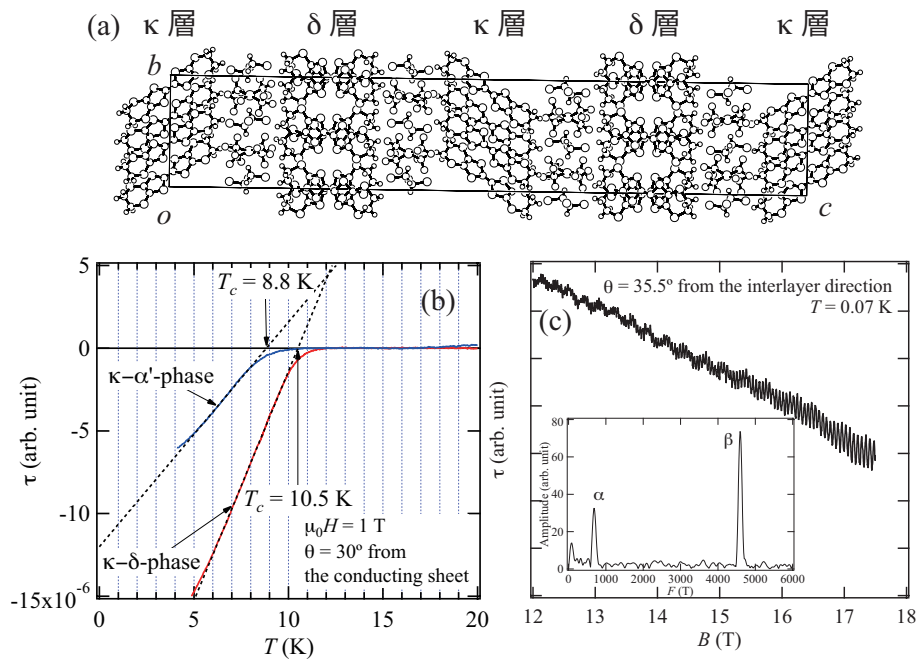 (a)
κ 層 δ 層 κ 層 δ 層 κ 層
b
o
c
(b)
5
0
-5
-10
-15x10⁻⁶
τ (arb. unit)
Tc = 8.8 K
κ−α'-phase
Tc = 10.5 K
κ−δ-phase
μ₀H = 1 T
θ = 30º from
the conducting sheet
0 5 10 15 20
T (K)
(c)
θ = 35.5º from the interlayer direction
T = 0.07 K
τ (arb. unit)
12 13 14 15 16 17 18
B (T)
80
60
40
20
0
Amplitude (arb. unit)
α
β
0 1000 2000 3000 4000 5000 6000
F (T)